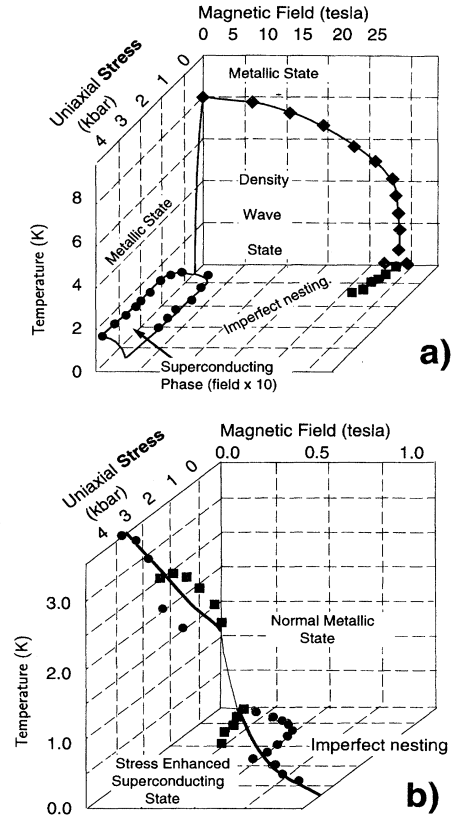 Magnetic Field (tesla)
0 5 10 15 20 25
Uniaxial Stress
(kbar)
4 3 2 1 0
Metallic State
Metallic State
Density
Wave
State
Temperature (K)
8
6
4
2
0
Imperfect nesting
Superconducting
Phase (field x 10)
a)
Magnetic Field (tesla)
0.0 0.5 1.0
Uniaxial Stress
(kbar)
4 3 2 1 0
Temperature (K)
3.0
2.0
1.0
0.0
Normal Metallic
State
Imperfect nesting
Stress Enhanced
Superconducting
State
b)